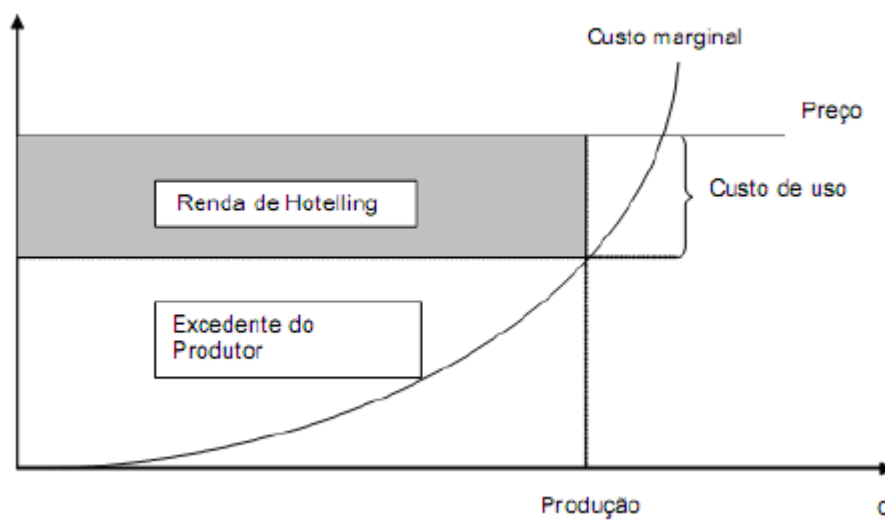 Custo marginal
Preço
Renda de Hotelling
Custo de uso
Excedente do
Produtor
Produção